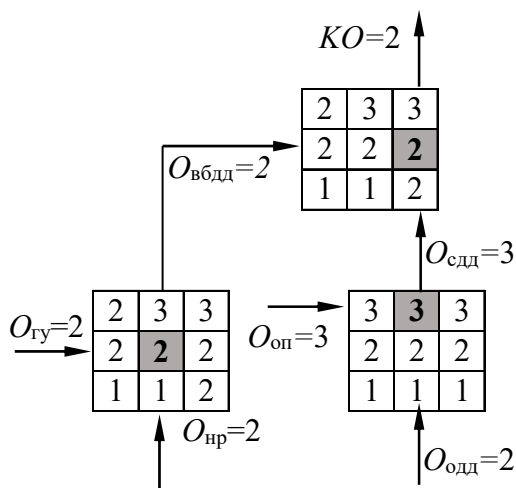 KO=2
2 3 3
2 2 2
1 1 2
Oвбдд=2
Oсдд=3
Oгу=2
2 3 3
2 2 2
1 1 2
Oоп=3
3 3 3
2 2 2
1 1 1
Oнр=2
Oодд=2